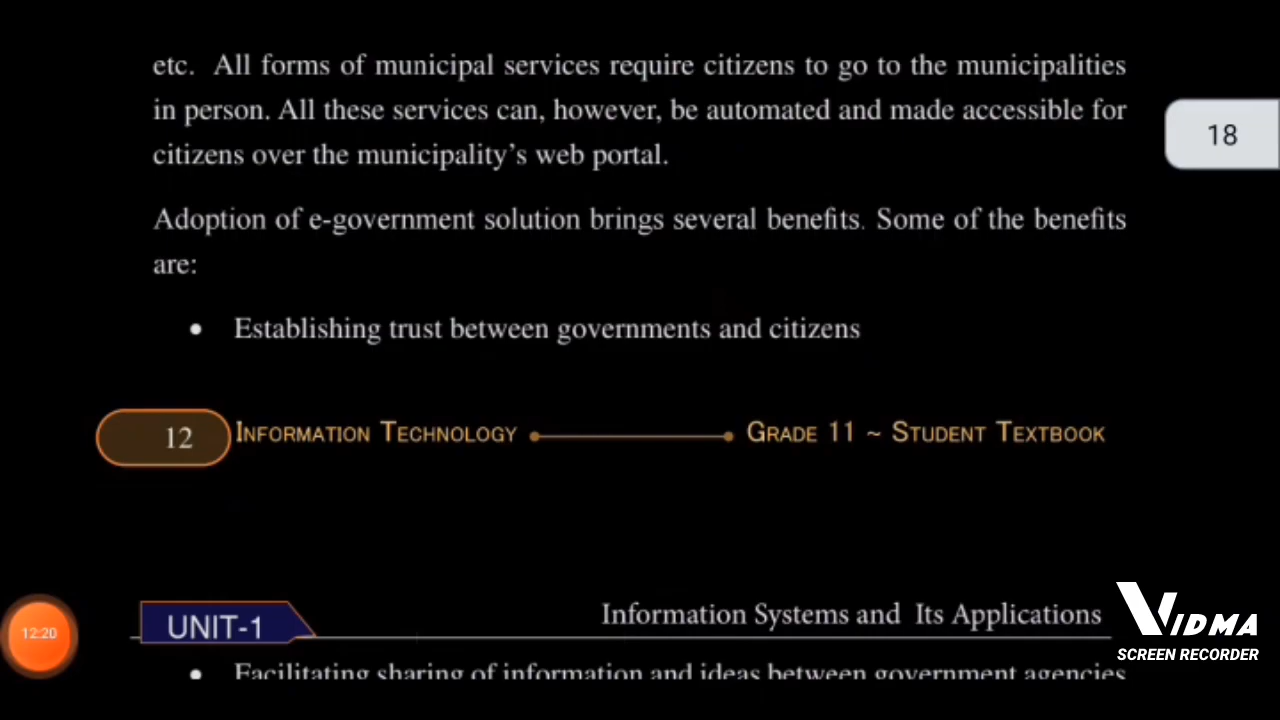 etc. All forms of municipal services require citizens to go to the municipalities
in person. All these services can, however, be automated and made accessible for
citizens over the municipality's web portal.
18
Adoption of e-government solution brings several benefits. Some of the benefits
are:
• Establishing trust between governments and citizens
12 INFORMATION TECHNOLOGY GRADE 11 ~ STUDENT TEXTBOOK
UNIT-1 Information Systems and Its Applications
• Facilitating sharing of information and ideas between government agencies
12:20
VIDMA
SCREEN RECORDER